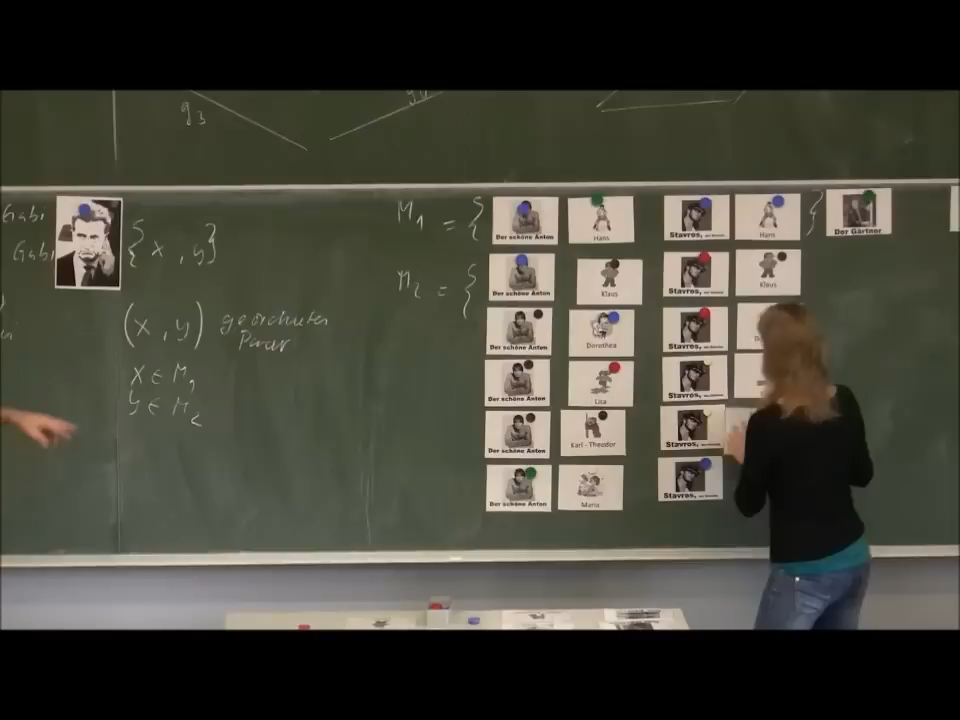 g3
g4
Gabi,
Gabi,
{x, y}
(x, y) geordnetes
Paar
x ∈ M1
y ∈ M2
M1 = {
}
M2 = {
Der schöne Anton
Hans
Stavros,
Hans
Der Gärtner
Der schöne Anton
Klaus
Stavros,
Klaus
Der schöne Anton
Dorothea
Stavros,
Der schöne Anton
Lisa
Stavros,
Der schöne Anton
Karl - Theodor
Stavros,
Der schöne Anton
Maria
Stavros,